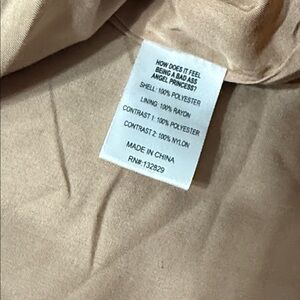 HOW DOES IT FEEL
BEING A BAD ASS
ANGEL PRINCESS?
SHELL: 100% POLYESTER
LINING: 100% RAYON
CONTRAST 1: 100% POLYESTER
CONTRAST 2: 100% NYLON
MADE IN CHINA
RN#:132829